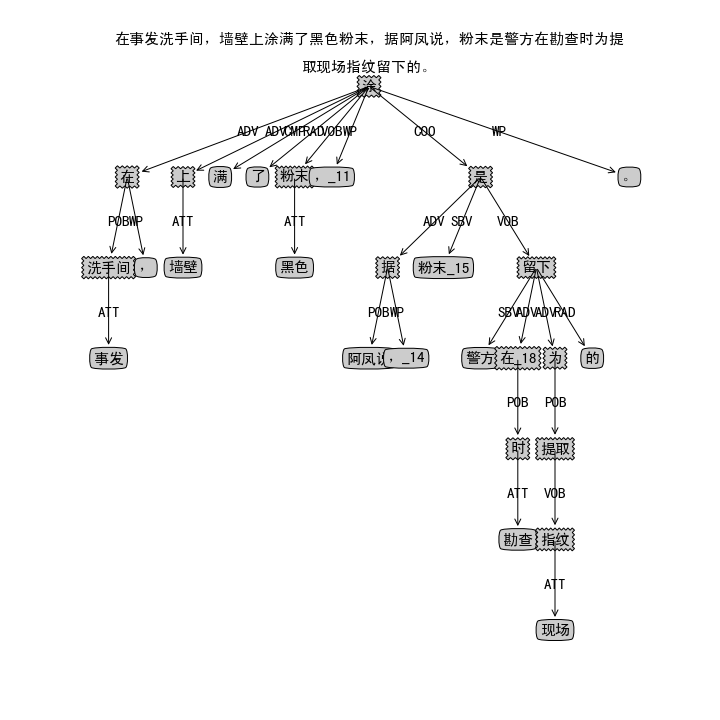 在事发洗手间，墙壁上涂满了黑色粉末，据阿凤说，粉末是警方在勘查时为提
取现场指纹留下的。
涂
ADV ADV CMP RAD VOB WP COO WP
在 上 满 了 粉末 ，_11 是 。
POB WP ATT ATT ADV SBV VOB
洗手间 ， 墙壁 黑色 据 粉末_15 留下
ATT POB WP SBV ADV ADV RAD
事发 阿凤说 ，_14 警方 在_18 为 的
POB POB
时 提取
ATT VOB
勘查 指纹
ATT
现场